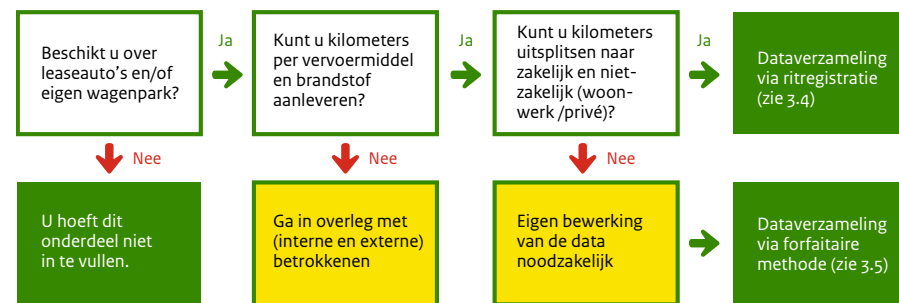 Beschikt u over
leaseauto's en/of
eigen wagenpark?
Ja
Kunt u kilometers
per vervoermiddel
en brandstof
aanleveren?
Ja
Kunt u kilometers
uitsplitsen naar
zakelijk en niet-
zakelijk (woon-
werk /privé)?
Ja
Dataverzameling
via ritregistratie
(zie 3.4)
Nee
Nee
Nee
U hoeft dit
onderdeel niet
in te vullen.
Ga in overleg met
(interne en externe)
betrokkenen
Eigen bewerking
van de data
noodzakelijk
Dataverzameling
via forfaitaire
methode (zie 3.5)